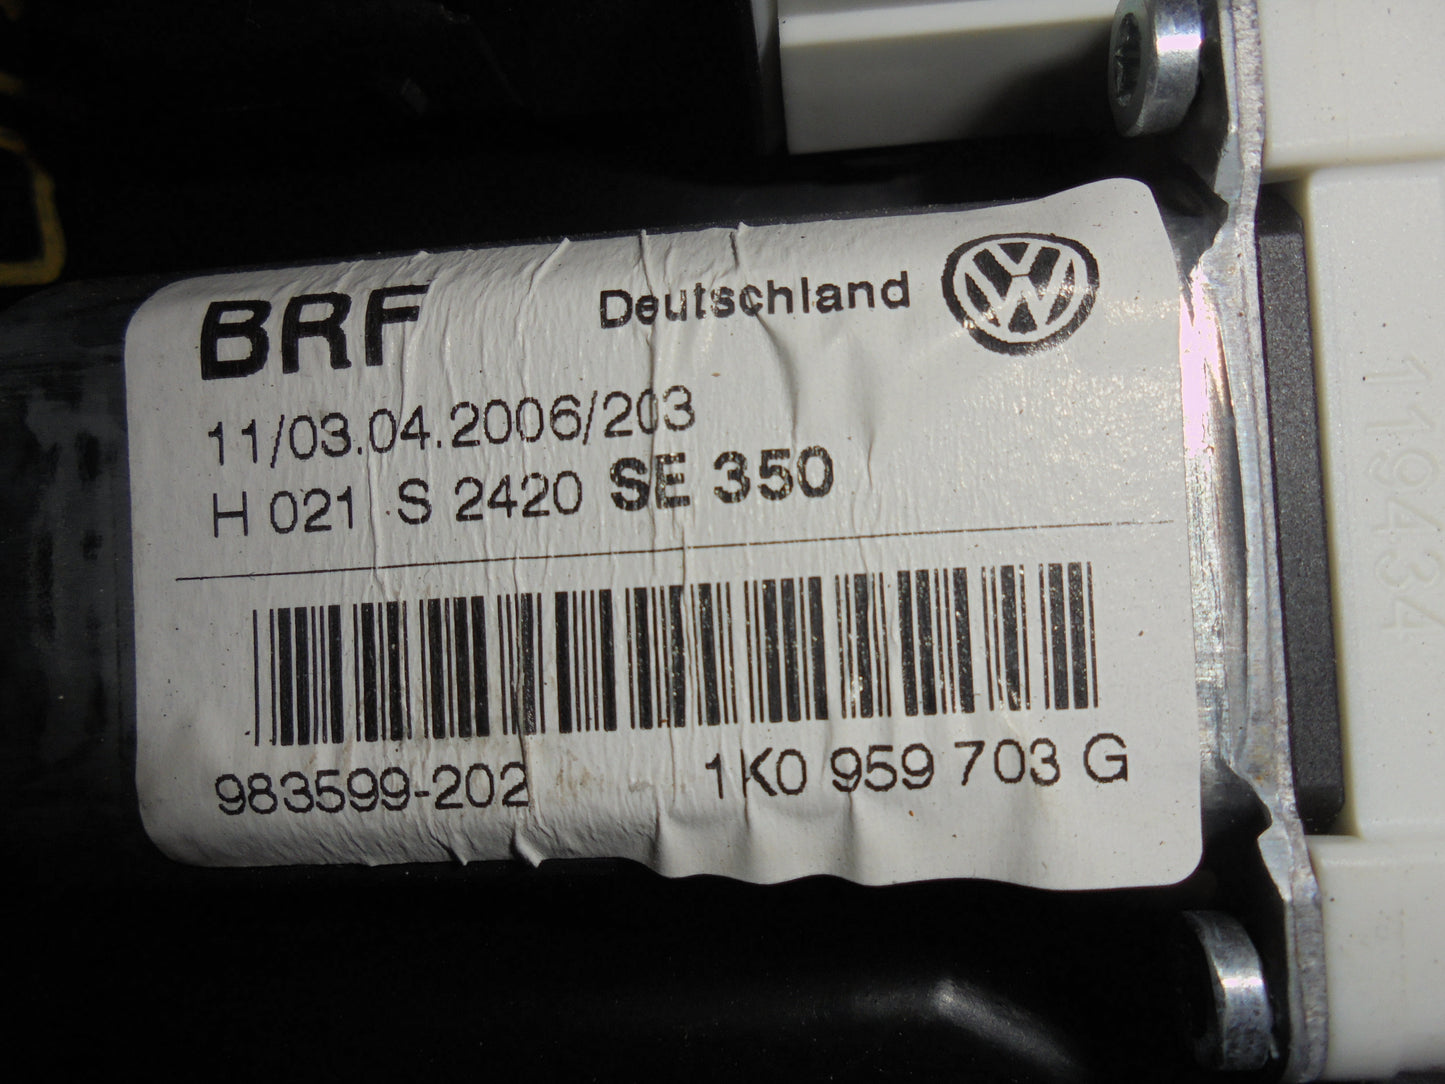 BRF Deutschland
11/03.04.2006/203
H 021 S 2420 SE 350
983599-202 1K0 959 703 G
119434